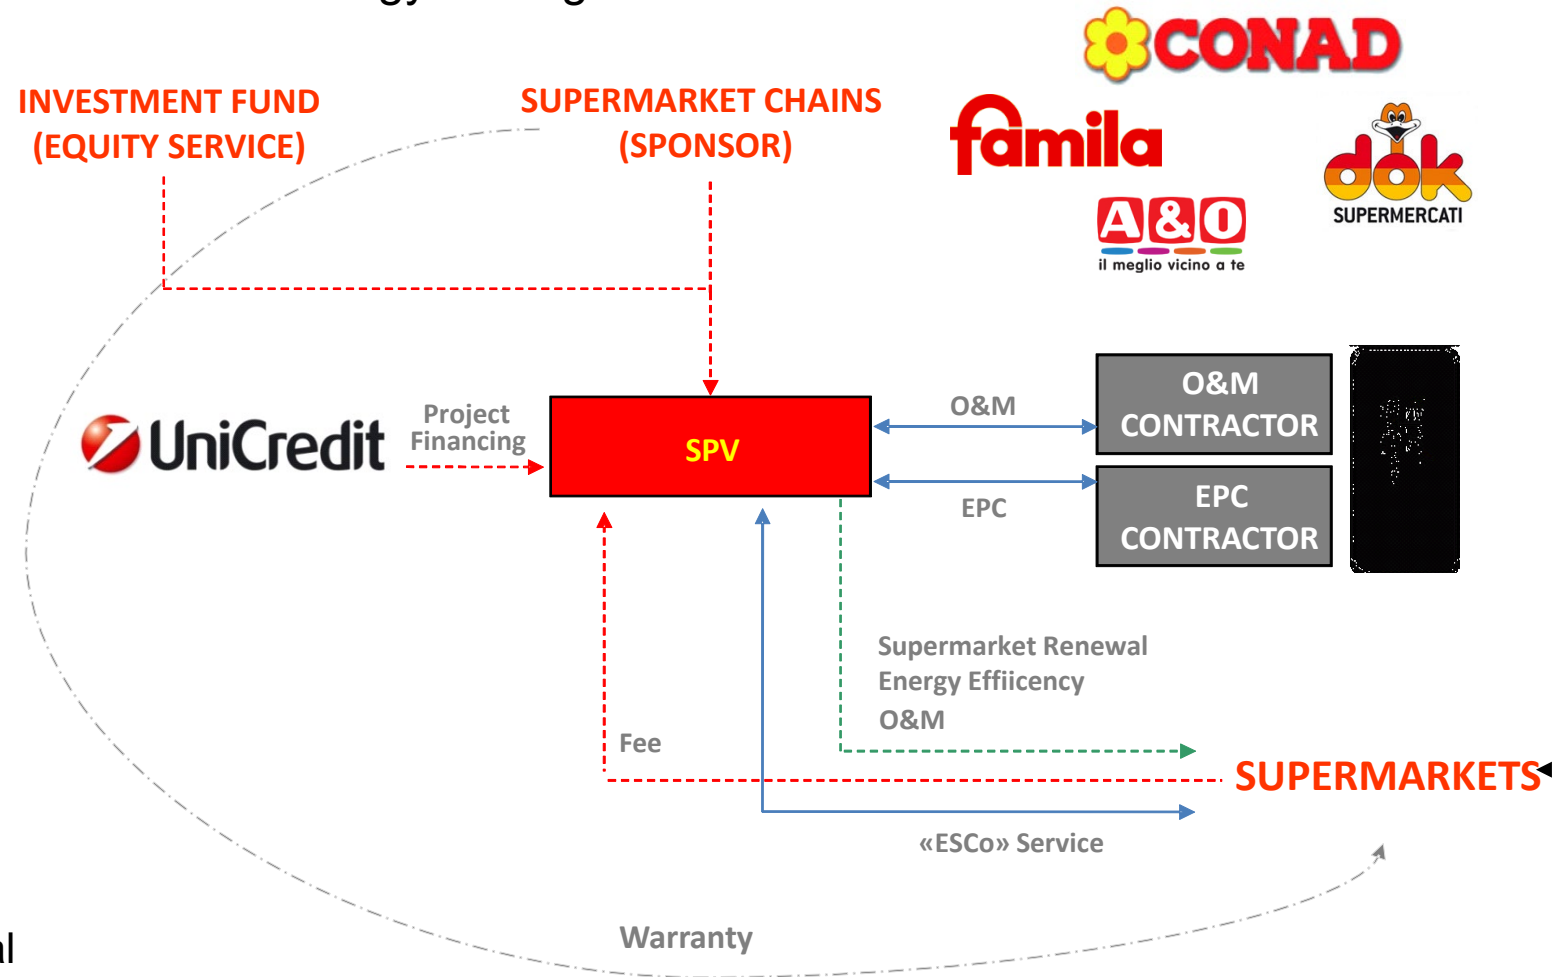 CONAD
INVESTMENT FUND
(EQUITY SERVICE)
SUPERMARKET CHAINS
(SPONSOR)
famila
dok
SUPERMERCATI
A&O
il meglio vicino a te
UniCredit
Project
Financing
SPV
O&M
O&M
CONTRACTOR
EPC
EPC
CONTRACTOR
Supermarket Renewal
Energy Effiicency
O&M
Fee
SUPERMARKETS
«ESCo» Service
Warranty